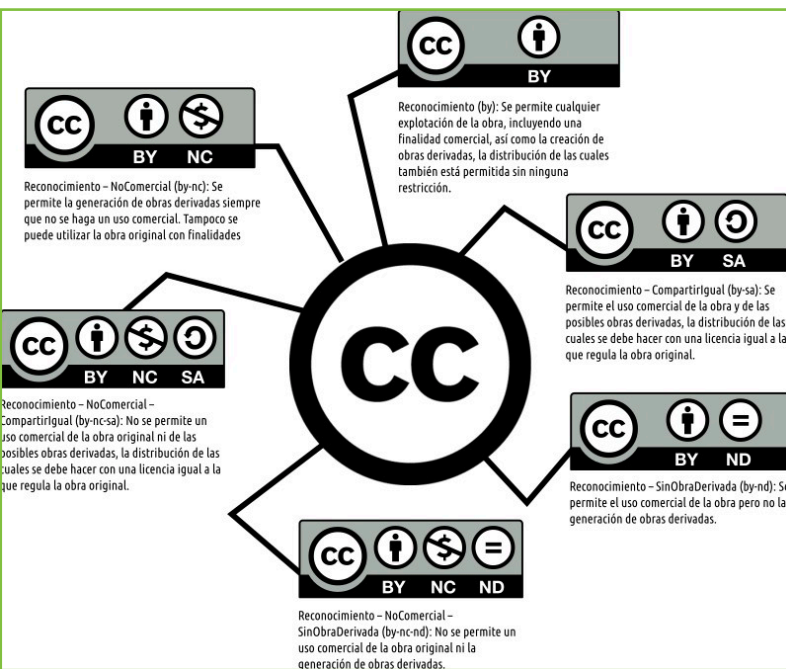 CC
BY
Reconocimiento (by): Se permite cualquier
explotación de la obra, incluyendo una
finalidad comercial, así como la creación de
obras derivadas, la distribución de las cuales
también está permitida sin ninguna
restricción.
CC
BY NC
Reconocimiento – NoComercial (by-nc): Se
permite la generación de obras derivadas siempre
que no se haga un uso comercial. Tampoco se
puede utilizar la obra original con finalidades
CC
BY SA
Reconocimiento – CompartirIgual (by-sa): Se
permite el uso comercial de la obra y de las
posibles obras derivadas, la distribución de las
cuales se debe hacer con una licencia igual a la
que regula la obra original.
CC
CC
BY NC SA
Reconocimiento – NoComercial –
CompartirIgual (by-nc-sa): No se permite un
uso comercial de la obra original ni de las
posibles obras derivadas, la distribución de las
cuales se debe hacer con una licencia igual a la
que regula la obra original.
CC
BY ND
Reconocimiento – SinObraDerivada (by-nd): Se
permite el uso comercial de la obra pero no la
generación de obras derivadas.
CC
BY NC ND
Reconocimiento – NoComercial –
SinObraDerivada (by-nc-nd): No se permite un
uso comercial de la obra original ni la
generación de obras derivadas.